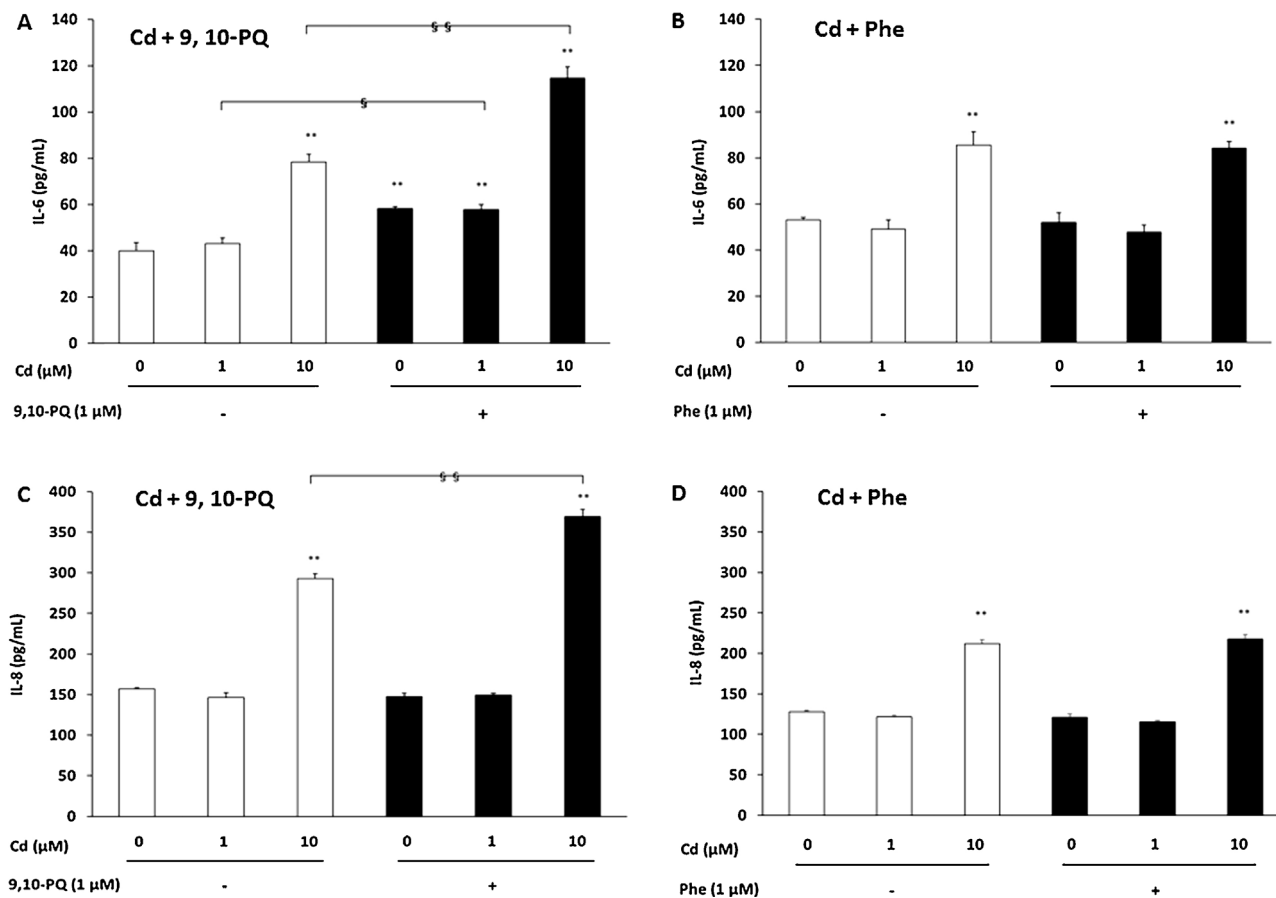 A
Cd + 9, 10-PQ
IL-6 (pg/mL)
140
120
100
80
60
40
20
0
§ §
§
**
**
**
**
Cd (μM) 0 1 10 0 1 10
9,10-PQ (1 μM) - +
B
Cd + Phe
IL-6 (pg/mL)
140
120
100
80
60
40
20
0
**
**
Cd (μM) 0 1 10 0 1 10
Phe (1 μM) - +
C
Cd + 9, 10-PQ
IL-8 (pg/mL)
400
350
300
250
200
150
100
50
0
§ §
**
**
Cd (μM) 0 1 10 0 1 10
9,10-PQ (1 μM) - +
D
Cd + Phe
IL-8 (pg/mL)
400
350
300
250
200
150
100
50
0
**
**
Cd (μM) 0 1 10 0 1 10
Phe (1 μM) - +